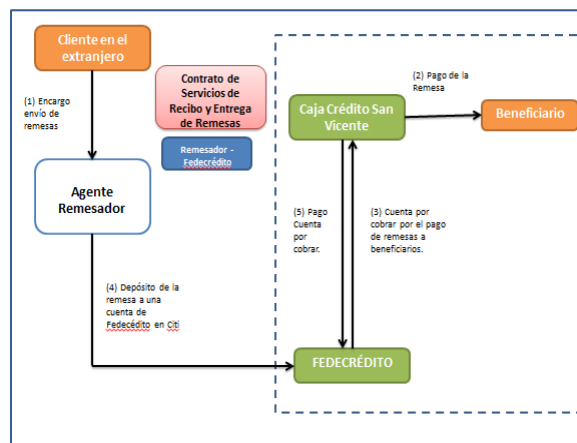 Cliente en el
extranjero
(1) Encargo
envío de
remesas
Contrato de
Servicios de
Recibo y Entrega
de Remesas
Remesador -
Fedecrédito
Agente
Remesador
(4) Depósito de la
remesa a una
cuenta de
Fedecédito en Citi
Caja Crédito San
Vicente
(2) Pago de la
Remesa
Beneficiario
(5) Pago
Cuenta
por
cobrar.
(3) Cuenta por
cobrar por el pago
de remesas a
beneficiarios.
FEDECRÉDITO